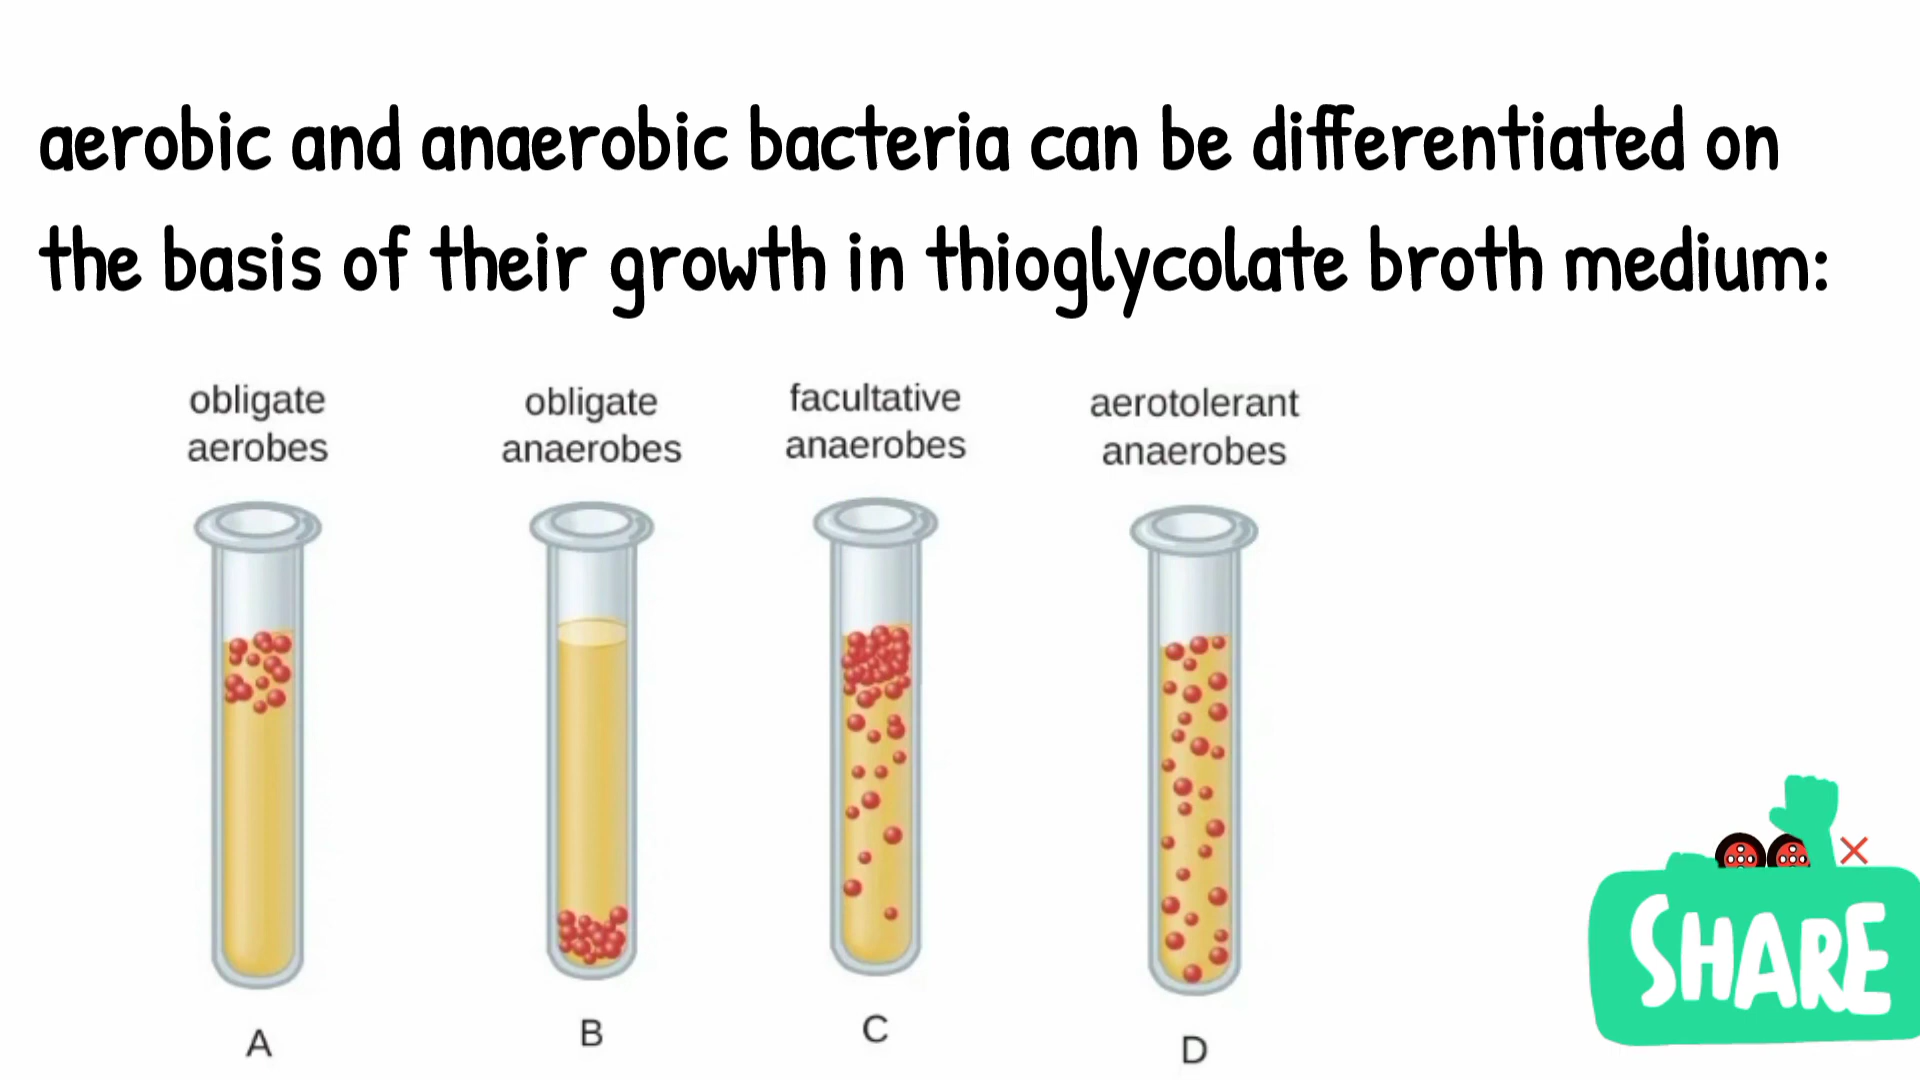 aerobic and anaerobic bacteria can be differentiated on
the basis of their growth in thioglycolate broth medium:
obligate
aerobes
obligate
anaerobes
facultative
anaerobes
aerotolerant
anaerobes
A
B
C
D
SHARE